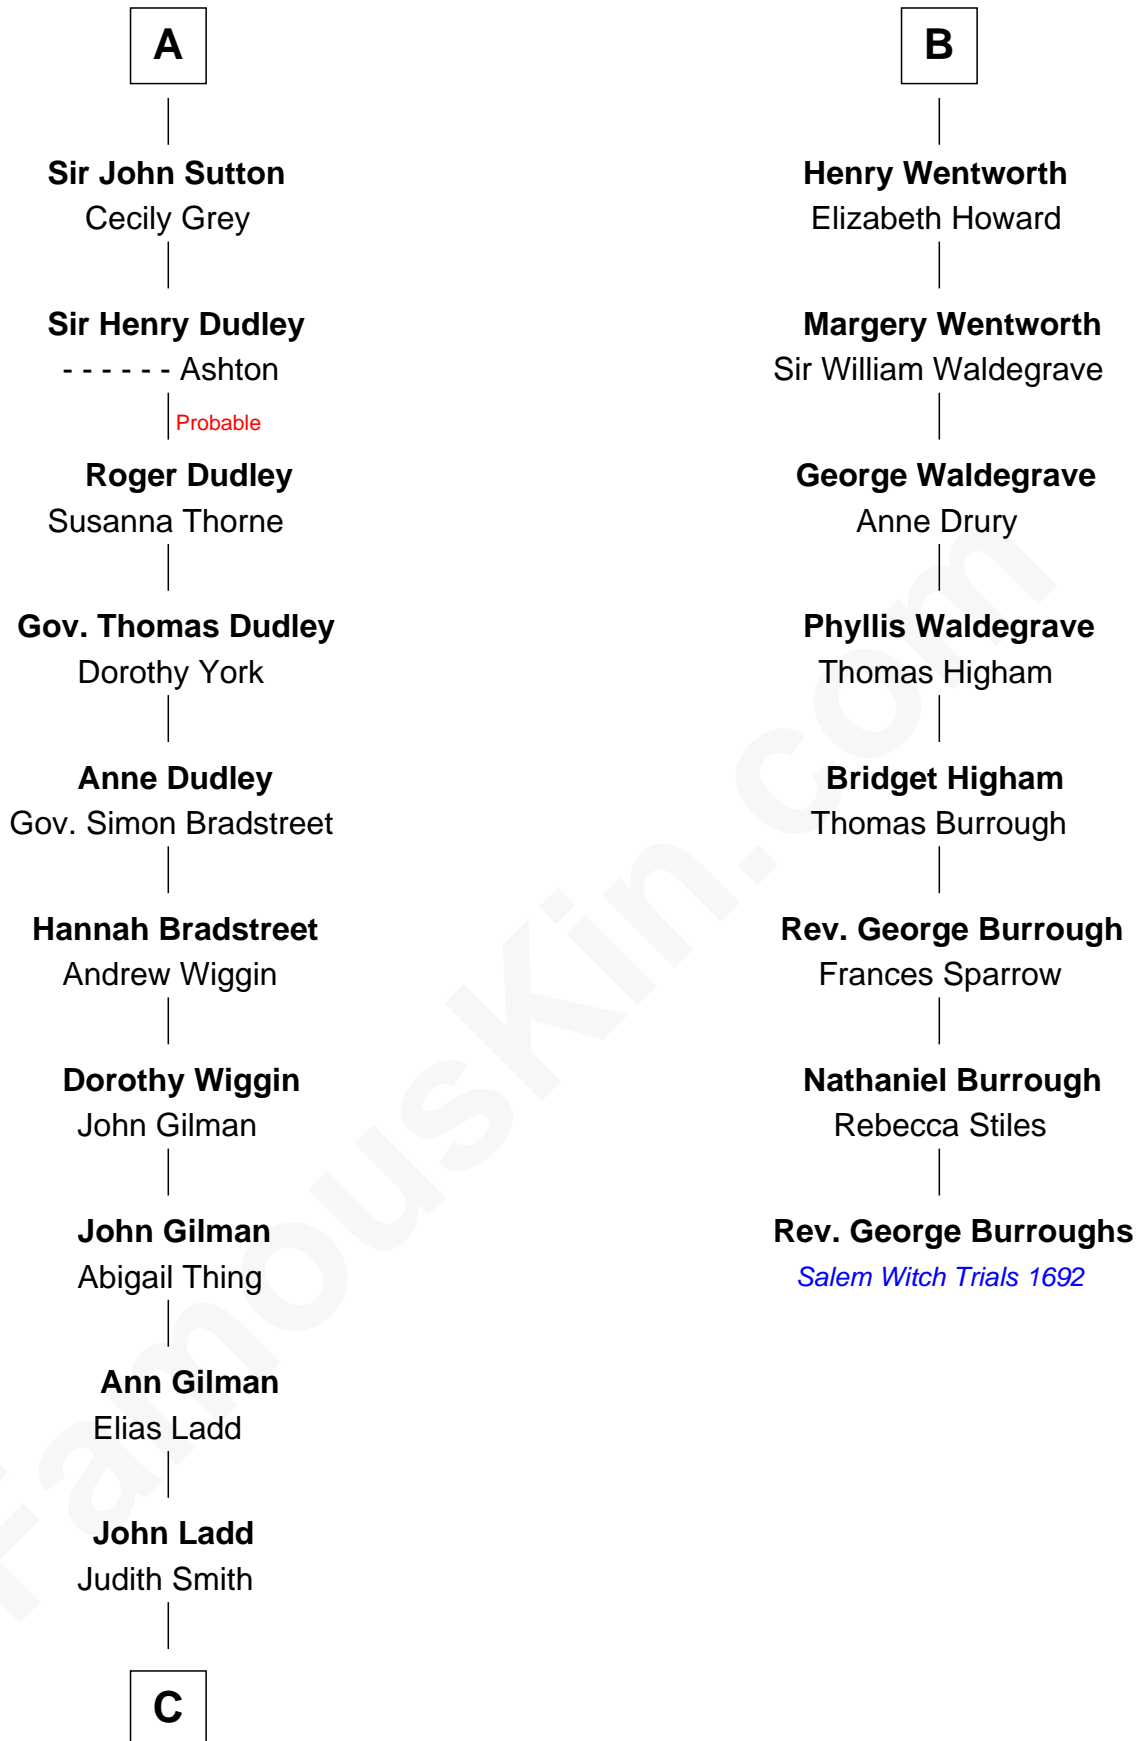 A
Sir John Sutton
Cecily Grey
Sir Henry Dudley
- - - - - - Ashton
Probable
Roger Dudley
Susanna Thorne
Gov. Thomas Dudley
Dorothy York
Anne Dudley
Gov. Simon Bradstreet
Hannah Bradstreet
Andrew Wiggin
Dorothy Wiggin
John Gilman
John Gilman
Abigail Thing
Ann Gilman
Elias Ladd
John Ladd
Judith Smith
C
B
Henry Wentworth
Elizabeth Howard
Margery Wentworth
Sir William Waldegrave
George Waldegrave
Anne Drury
Phyllis Waldegrave
Thomas Higham
Bridget Higham
Thomas Burrough
Rev. George Burrough
Frances Sparrow
Nathaniel Burrough
Rebecca Stiles
Rev. George Burroughs
Salem Witch Trials 1692
FamousKin.com